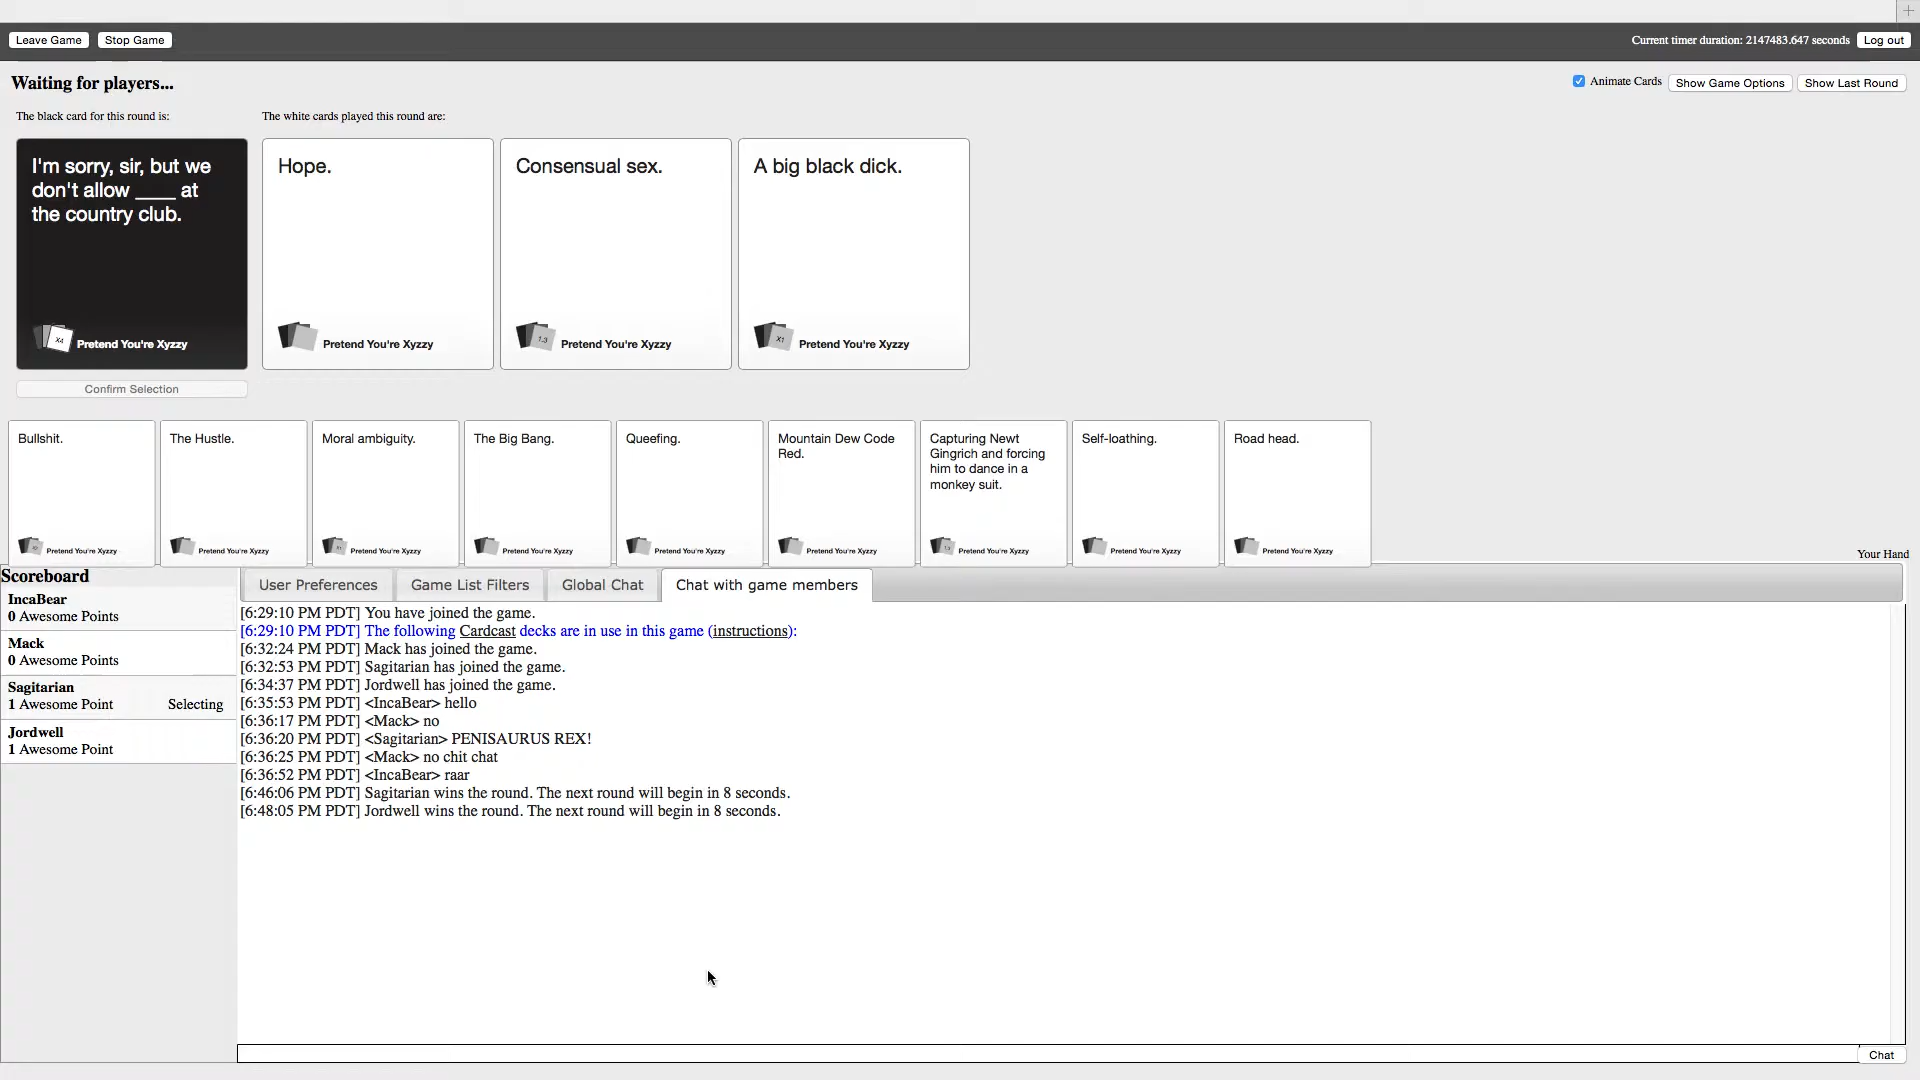 Leave Game Stop Game Current timer duration: 2147483.647 seconds Log out
Waiting for players... Animate Cards Show Game Options Show Last Round
The black card for this round is: The white cards played this round are:
I'm sorry, sir, but we
don't allow ____ at
the country club.
X4 Pretend You're Xyzzy
Hope.
Pretend You're Xyzzy
Consensual sex.
1.3 Pretend You're Xyzzy
A big black dick.
X1 Pretend You're Xyzzy
Confirm Selection
Bullshit.
Pretend You're Xyzzy
The Hustle.
Pretend You're Xyzzy
Moral ambiguity.
X1 Pretend You're Xyzzy
The Big Bang.
Pretend You're Xyzzy
Queefing.
Pretend You're Xyzzy
Mountain Dew Code
Red.
Pretend You're Xyzzy
Capturing Newt
Gingrich and forcing
him to dance in a
monkey suit.
1.3 Pretend You're Xyzzy
Self-loathing.
Pretend You're Xyzzy
Road head.
Pretend You're Xyzzy
Your Hand
Scoreboard
IncaBear
0 Awesome Points
Mack
0 Awesome Points
Sagitarian
1 Awesome Point Selecting
Jordwell
1 Awesome Point
User Preferences Game List Filters Global Chat Chat with game members
[6:29:10 PM PDT] You have joined the game.
[6:29:10 PM PDT] The following Cardcast decks are in use in this game (instructions):
[6:32:24 PM PDT] Mack has joined the game.
[6:32:53 PM PDT] Sagitarian has joined the game.
[6:34:37 PM PDT] Jordwell has joined the game.
[6:35:53 PM PDT] <IncaBear> hello
[6:36:17 PM PDT] <Mack> no
[6:36:20 PM PDT] <Sagitarian> PENISAURUS REX!
[6:36:25 PM PDT] <Mack> no chit chat
[6:36:52 PM PDT] <IncaBear> raar
[6:46:06 PM PDT] Sagitarian wins the round. The next round will begin in 8 seconds.
[6:48:05 PM PDT] Jordwell wins the round. The next round will begin in 8 seconds.
Chat